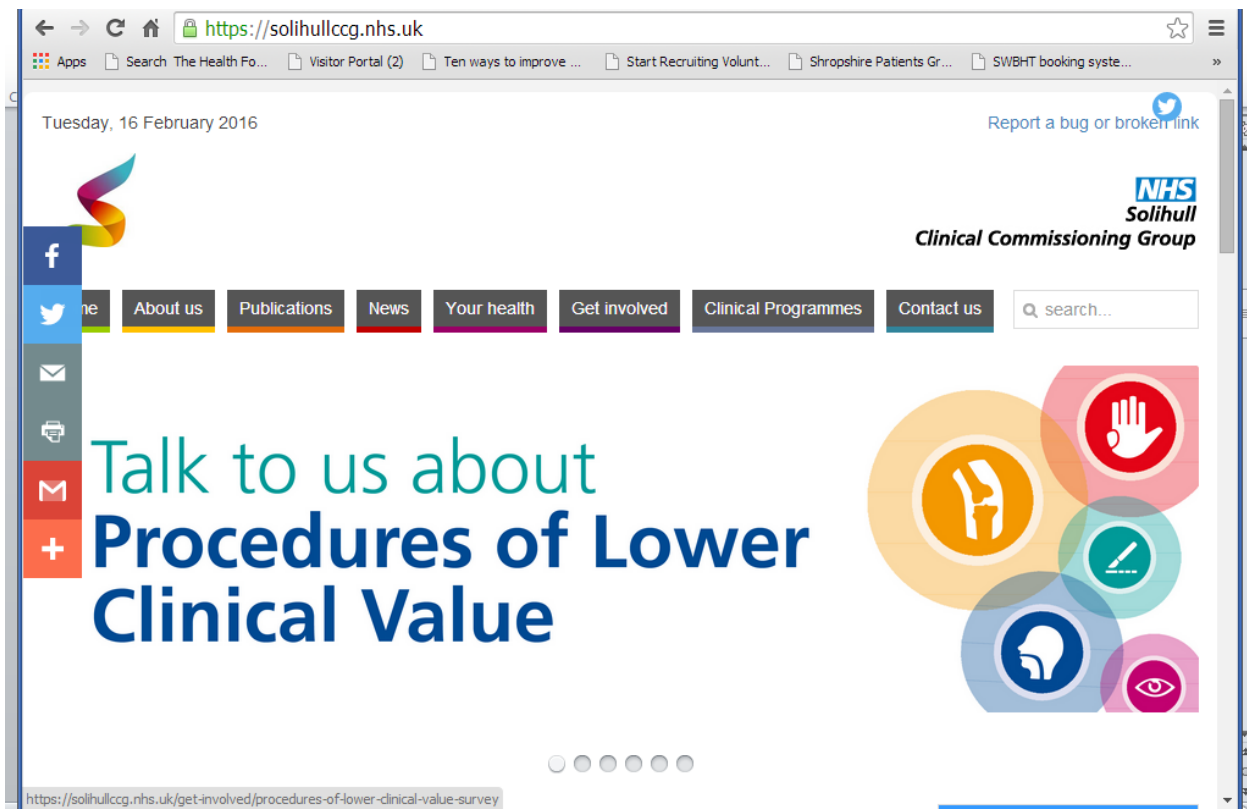 https://solihullccg.nhs.uk
Apps Search The Health Fo... Visitor Portal (2) Ten ways to improve ... Start Recruiting Volunt... Shropshire Patients Gr... SWBHT booking syste... »
Tuesday, 16 February 2016
Report a bug or broken link
NHS
Solihull
Clinical Commissioning Group
me About us Publications News Your health Get involved Clinical Programmes Contact us search...
Talk to us about
Procedures of Lower
Clinical Value
https://solihullccg.nhs.uk/get-involved/procedures-of-lower-clinical-value-survey